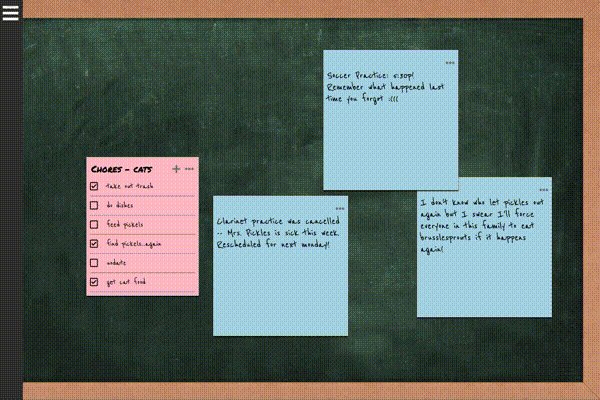 Soccer Practice: 5:30p!
Remember what happened last
time you forgot :(((
Chores - cats
take out trash
do dishes
feed pickels
find pickels..again
update
get cat food
I don't know who let pickles out
again but I swear I'll force
everyone in this family to eat
brusslesprouts if it happens
again!
Clarinet practice was cancelled
-- Mrs. Pickles is sick this week.
Rescheduled for next monday!